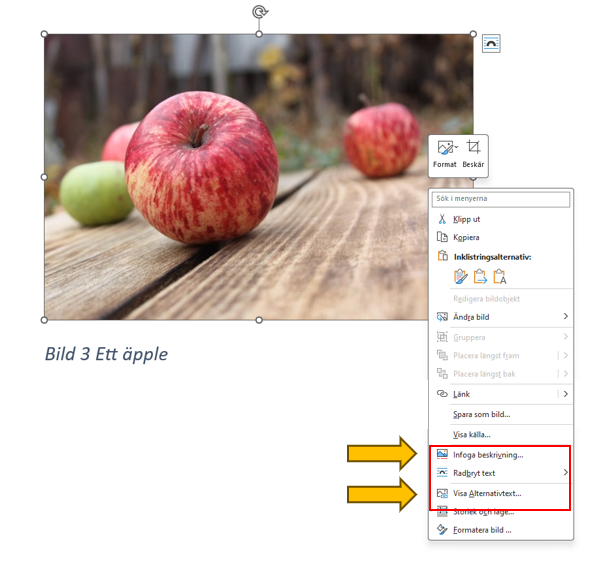 Format Beskär
Sök i menyerna
Klipp ut
Kopiera
Inklistringsalternativ:
A
Redigera bildobjekt
Ändra bild
Gruppera
Placera längst fram
Placera längst bak
Länk
Spara som bild...
Visa källa...
Infoga beskrivning...
Radbryt text
Visa Alternativtext...
Storlek och läge...
Formatera bild ...
Bild 3 Ett äpple